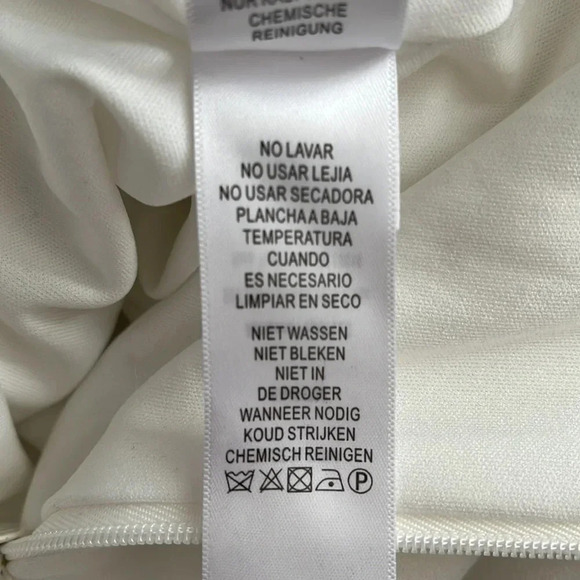 CHEMISCHE
REINIGUNG
NO LAVAR
NO USAR LEJIA
NO USAR SECADORA
PLANCHA A BAJA
TEMPERATURA
CUANDO
ES NECESARIO
LIMPIAR EN SECO
NIET WASSEN
NIET BLEKEN
NIET IN
DE DROGER
WANNEER NODIG
KOUD STRIJKEN
CHEMISCH REINIGEN
P